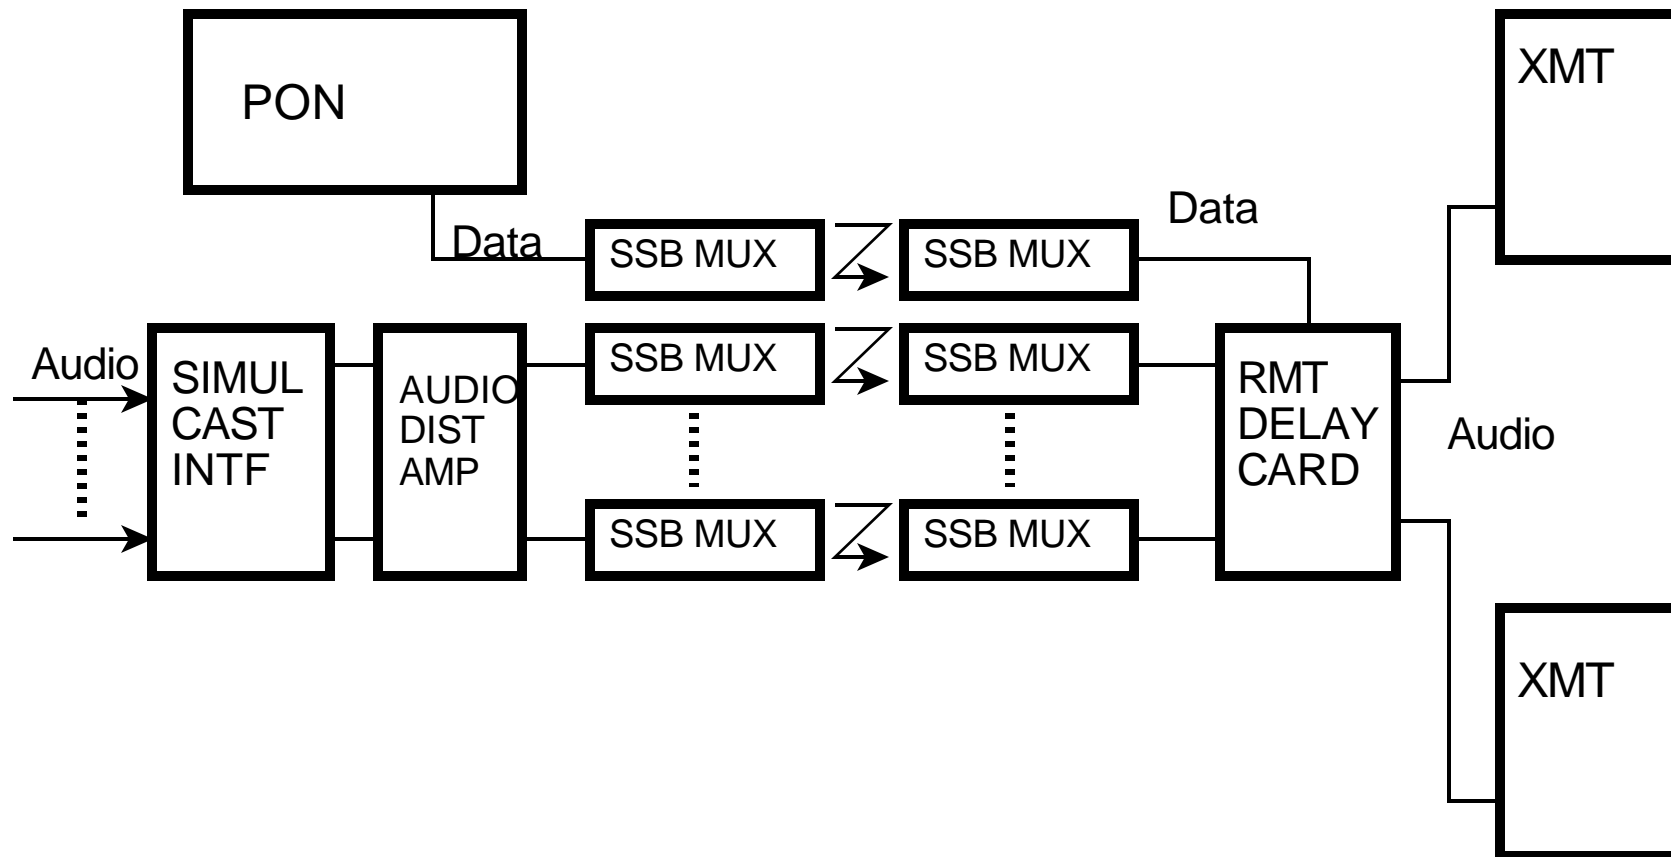 PON
XMT
Data
Data
SSB MUX
SSB MUX
Audio
SIMUL
CAST
INTF
AUDIO
DIST
AMP
SSB MUX
SSB MUX
RMT
DELAY
CARD
Audio
SSB MUX
SSB MUX
XMT